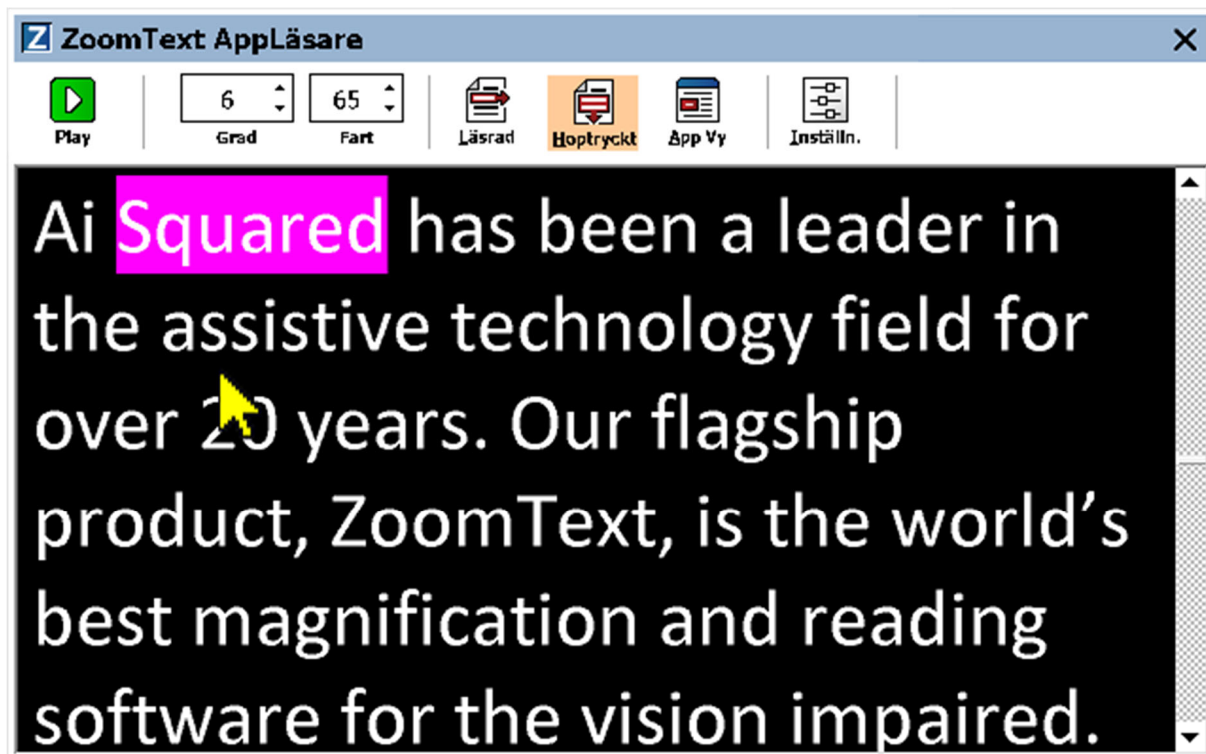 ZoomText AppLäsare
6 65
Play Grad Fart Läsrad Hoptryckt App Vy Inställn.
Ai Squared has been a leader in
the assistive technology field for
over 20 years. Our flagship
product, ZoomText, is the world’s
best magnification and reading
software for the vision impaired.